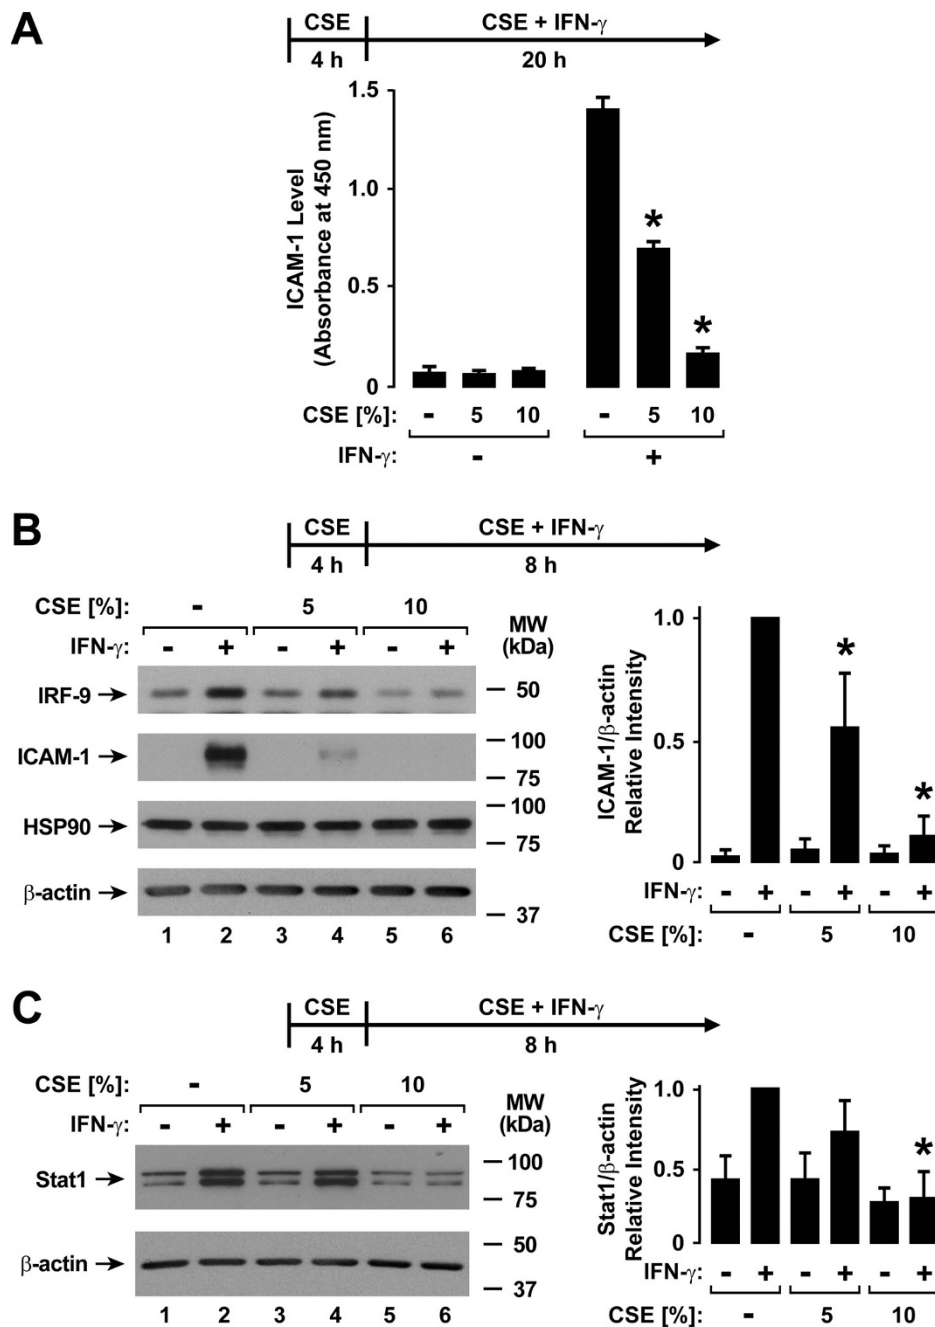 A
CSE CSE + IFN-γ
4 h 20 h
ICAM-1 Level
(Absorbance at 450 nm)
1.5
1.0
0.5
0
*
*
CSE [%]: - 5 10 - 5 10
IFN-γ: - +
B
CSE CSE + IFN-γ
4 h 8 h
CSE [%]: - 5 10
IFN-γ: - + - + - +
MW
(kDa)
IRF-9
50
ICAM-1
100
75
HSP90
100
75
β-actin
37
1 2 3 4 5 6
ICAM-1/β-actin
Relative Intensity
1.0
0.5
0
*
*
IFN-γ: - + - + - +
CSE [%]: - 5 10
C
CSE CSE + IFN-γ
4 h 8 h
CSE [%]: - 5 10
IFN-γ: - + - + - +
MW
(kDa)
Stat1
100
75
β-actin
50
37
1 2 3 4 5 6
Stat1/β-actin
Relative Intensity
1.0
0.5
0
*
IFN-γ: - + - + - +
CSE [%]: - 5 10